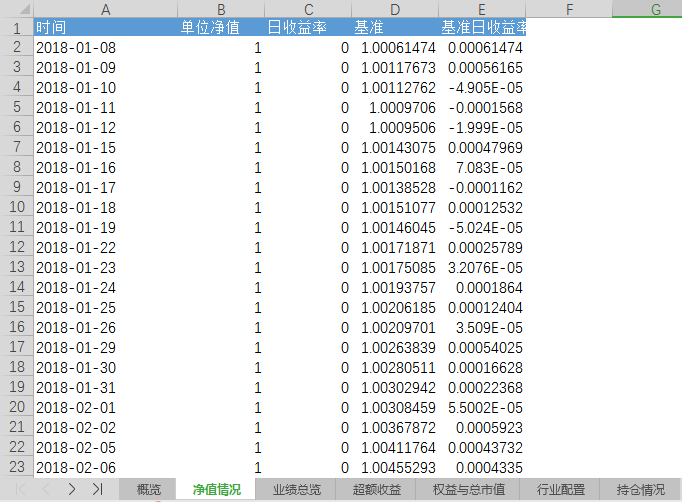 A B C D E F G
1 时间 单位净值 日收益率 基准 基准日收益率
2 2018-01-08 1 0 1.00061474 0.00061474
3 2018-01-09 1 0 1.00117673 0.00056165
4 2018-01-10 1 0 1.00112762 -4.905E-05
5 2018-01-11 1 0 1.0009706 -0.0001568
6 2018-01-12 1 0 1.0009506 -1.999E-05
7 2018-01-15 1 0 1.00143075 0.00047969
8 2018-01-16 1 0 1.00150168 7.083E-05
9 2018-01-17 1 0 1.00138528 -0.0001162
10 2018-01-18 1 0 1.00151077 0.00012532
11 2018-01-19 1 0 1.00146045 -5.024E-05
12 2018-01-22 1 0 1.00171871 0.00025789
13 2018-01-23 1 0 1.00175085 3.2076E-05
14 2018-01-24 1 0 1.00193757 0.0001864
15 2018-01-25 1 0 1.00206185 0.00012404
16 2018-01-26 1 0 1.00209701 3.509E-05
17 2018-01-29 1 0 1.00263839 0.00054025
18 2018-01-30 1 0 1.00280511 0.00016628
19 2018-01-31 1 0 1.00302942 0.00022368
20 2018-02-01 1 0 1.00308459 5.5002E-05
21 2018-02-02 1 0 1.00367872 0.0005923
22 2018-02-05 1 0 1.00411764 0.00043732
23 2018-02-06 1 0 1.00455293 0.0004335
概览 净值情况 业绩总览 超额收益 权益与总市值 行业配置 持仓情况